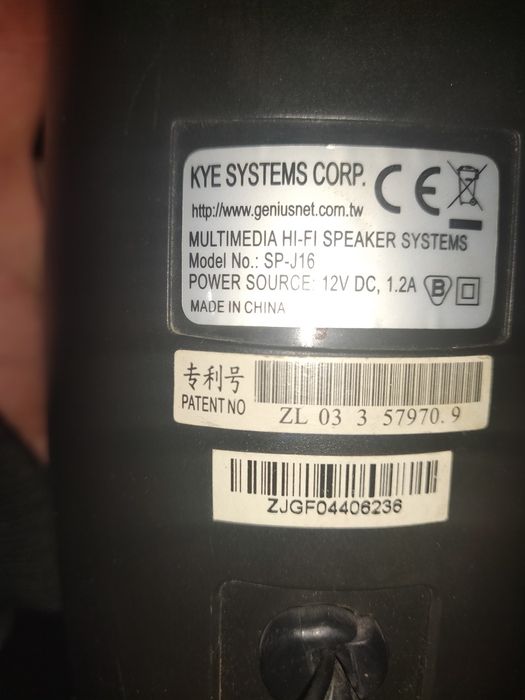 KYE SYSTEMS CORP. CE
http://www.geniusnet.com.tw
MULTIMEDIA HI-FI SPEAKER SYSTEMS
Model No.: SP-J16
POWER SOURCE: 12V DC, 1.2A B
MADE IN CHINA
专利号
PATENT NO
ZL 03 3 57970.9
ZJGF04406236